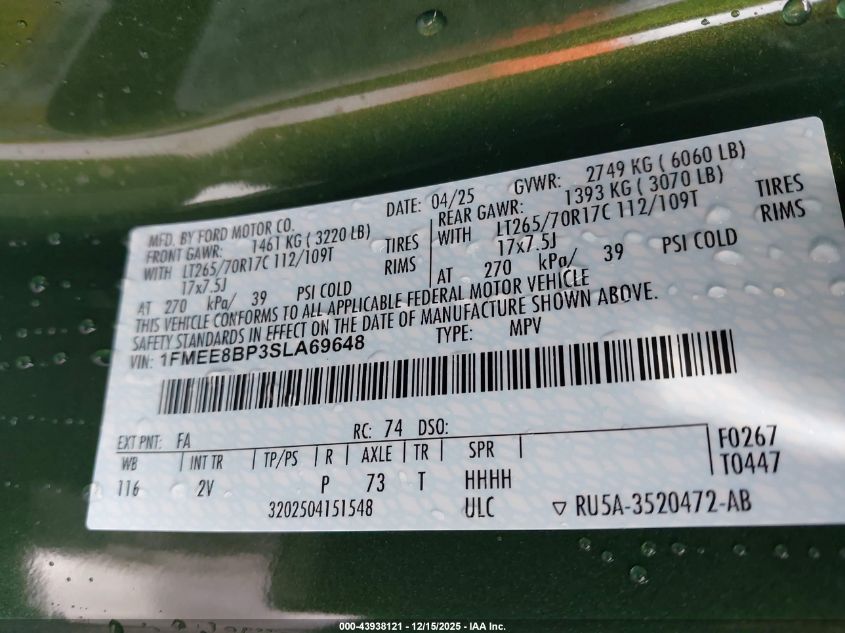 MFD. BY FORD MOTOR CO.
DATE: 04/25
GVWR: 2749 KG ( 6060 LB)
FRONT GAWR: 1461 KG ( 3220 LB)
WITH LT265/70R17C 112/109T TIRES
17x7.5J RIMS
AT 270 kPa/ 39 PSI COLD
REAR GAWR: 1393 KG ( 3070 LB)
WITH LT265/70R17C 112/109T TIRES
17x7.5J RIMS
AT 270 kPa/ 39 PSI COLD
THIS VEHICLE CONFORMS TO ALL APPLICABLE FEDERAL MOTOR VEHICLE
SAFETY STANDARDS IN EFFECT ON THE DATE OF MANUFACTURE SHOWN ABOVE.
VIN: 1FMEE8BP3SLA69648 TYPE: MPV
EXT PNT: FA RC: 74 DSO:
WB INT TR TP/PS R AXLE TR SPR
116 2V P 73 T HHHH
3202504151548 ULC
F0267
T0447
▽ RU5A-3520472-AB
000-43938121 - 12/15/2025 - IAA Inc.